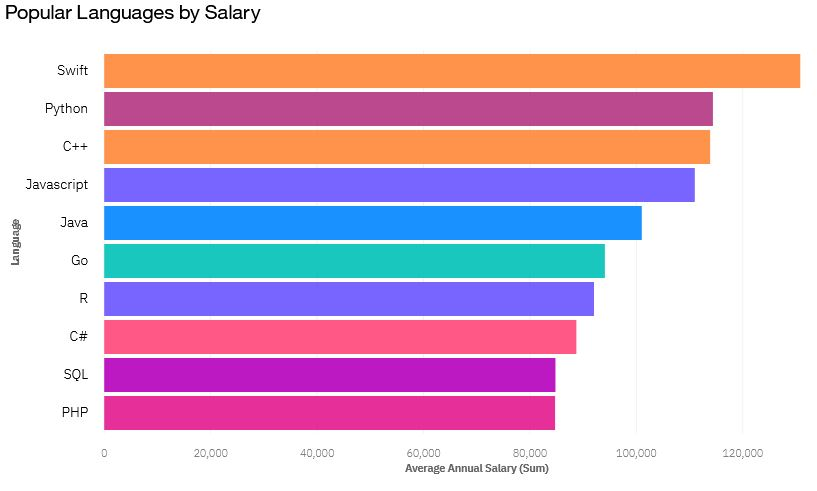 Popular Languages by Salary
Swift
Python
C++
Javascript
Java
Go
R
C#
SQL
PHP
Language
0 20,000 40,000 60,000 80,000 100,000 120,000
Average Annual Salary (Sum)